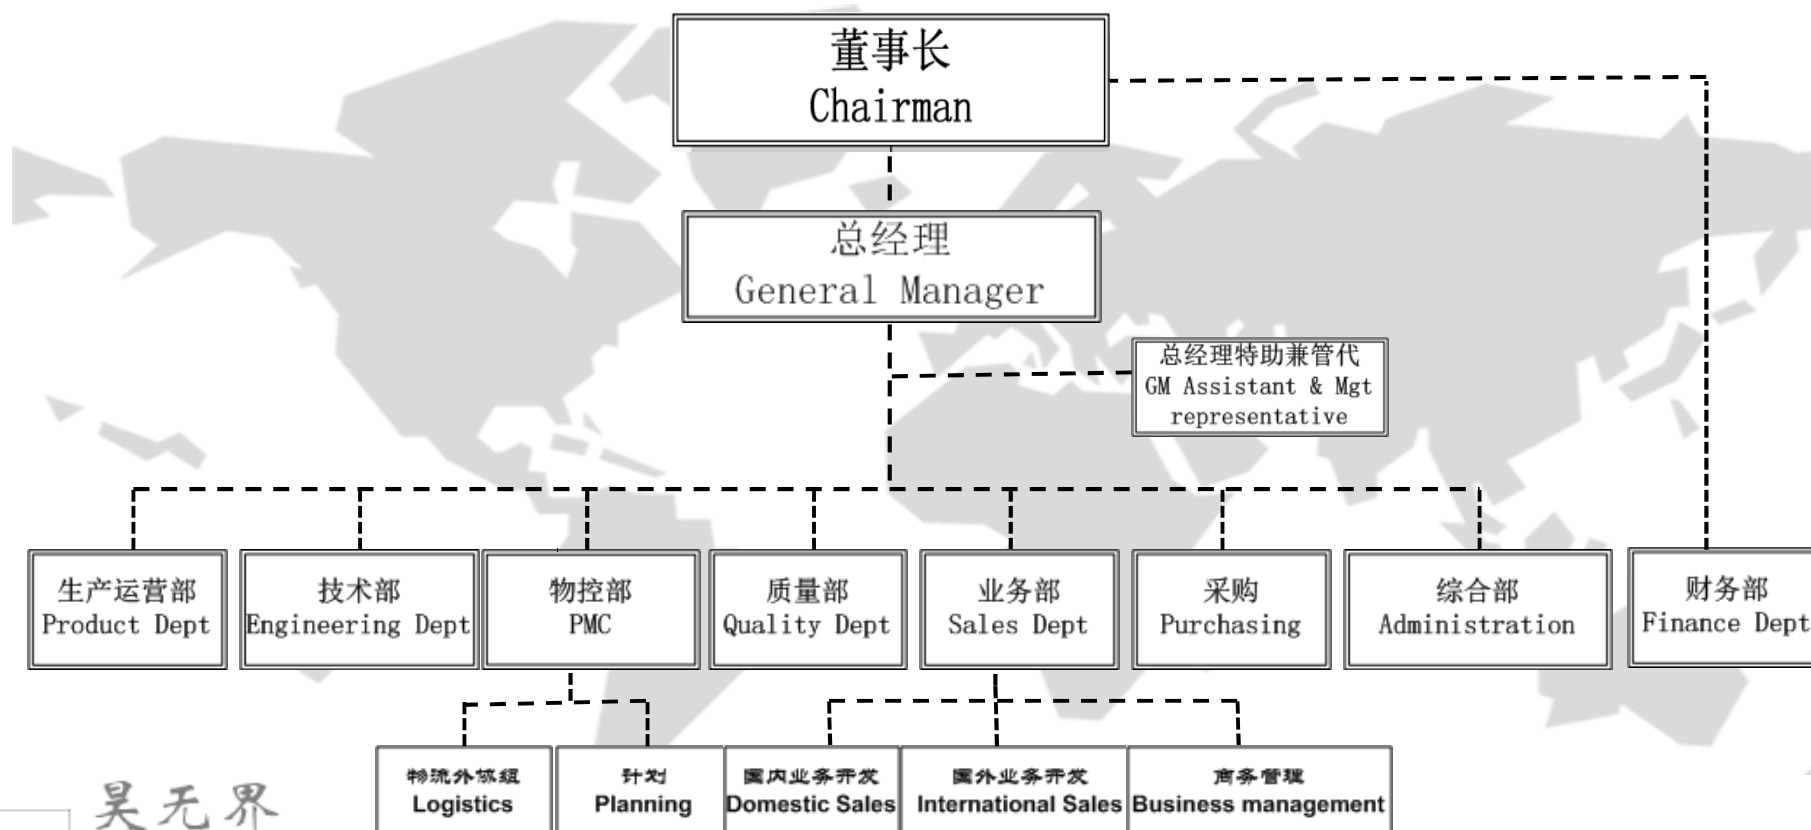 董事长
Chairman
总经理
General Manager
总经理特助兼管代
GM Assistant & Mgt
representative
生产运营部
Product Dept
技术部
Engineering Dept
物控部
PMC
质量部
Quality Dept
业务部
Sales Dept
采购
Purchasing
综合部
Administration
财务部
Finance Dept
物流外协组
Logistics
计划
Planning
国内业务开发
Domestic Sales
国外业务开发
International Sales
商务管理
Business management
昊无界